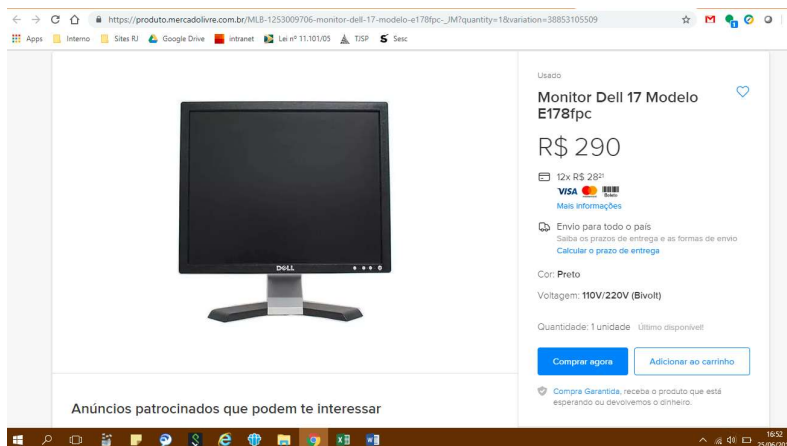 https://produto.mercadolivre.com.br/MLB-1253009706-monitor-dell-17-modelo-e178fpc-_JM?quantity=1&variation=38853105509
Apps Interno Sites RJ Google Drive intranet Lei nº 11.101/05 TJSP Sesc
Usado
Monitor Dell 17 Modelo
E178fpc
R$ 290
12x R$ 28²¹
VISA
Boleto
Mais informações
Envio para todo o país
Saiba os prazos de entrega e as formas de envio
Calcular o prazo de entrega
Cor: Preto
Voltagem: 110V/220V (Bivolt)
Quantidade: 1 unidade Último disponível!
Comprar agora Adicionar ao carrinho
Compra Garantida, receba o produto que está
esperando ou devolvemos o dinheiro.
DELL
Anúncios patrocinados que podem te interessar
16:52